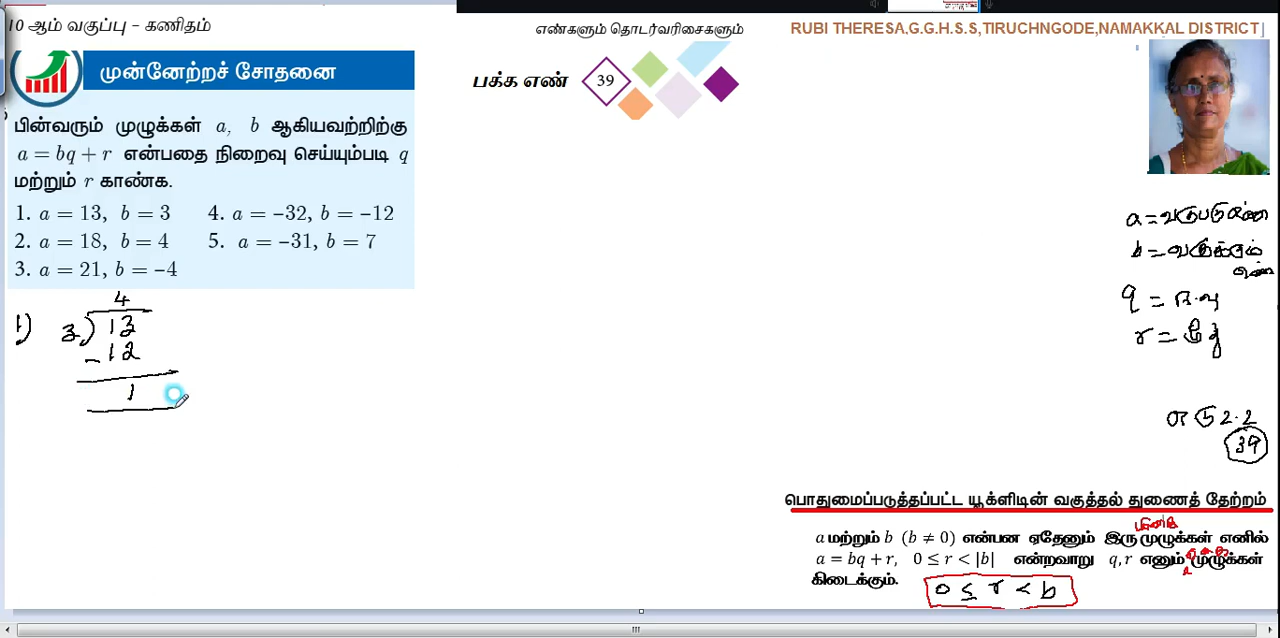 10 ஆம் வகுப்பு – கணிதம்
எண்களும் தொடர்வரிசைகளும்
RUBI THERESA,G.G.H.S.S,TIRUCHNGODE,NAMAKKAL DISTRICT
முன்னேற்றச் சோதனை
பக்க எண் 39
பின்வரும் முழுக்கள் a, b ஆகியவற்றிற்கு
a = bq + r என்பதை நிறைவு செய்யும்படி q
மற்றும் r காண்க.
1. a = 13, b = 3 4. a = −32, b = −12
2. a = 18, b = 4 5. a = −31, b = 7
3. a = 21, b = −4
4
1) 3) 13
- 12
1
a = வகுபடுஎண்
b = வகுக்கும்
எண்
q = ஈ.வு
r = மீதி
எ டு 2.2
39
பொதுமைப்படுத்தப்பட்ட யூக்ளிடின் வகுத்தல் துணைத் தேற்றம்
a மற்றும் b (b ≠ 0) என்பன ஏதேனும் இரு முழுக்கள் எனில்
a = bq + r, 0 ≤ r < |b| என்றவாறு q, r எனும் முழுக்கள்
கிடைக்கும்.
0 ≤ r < b